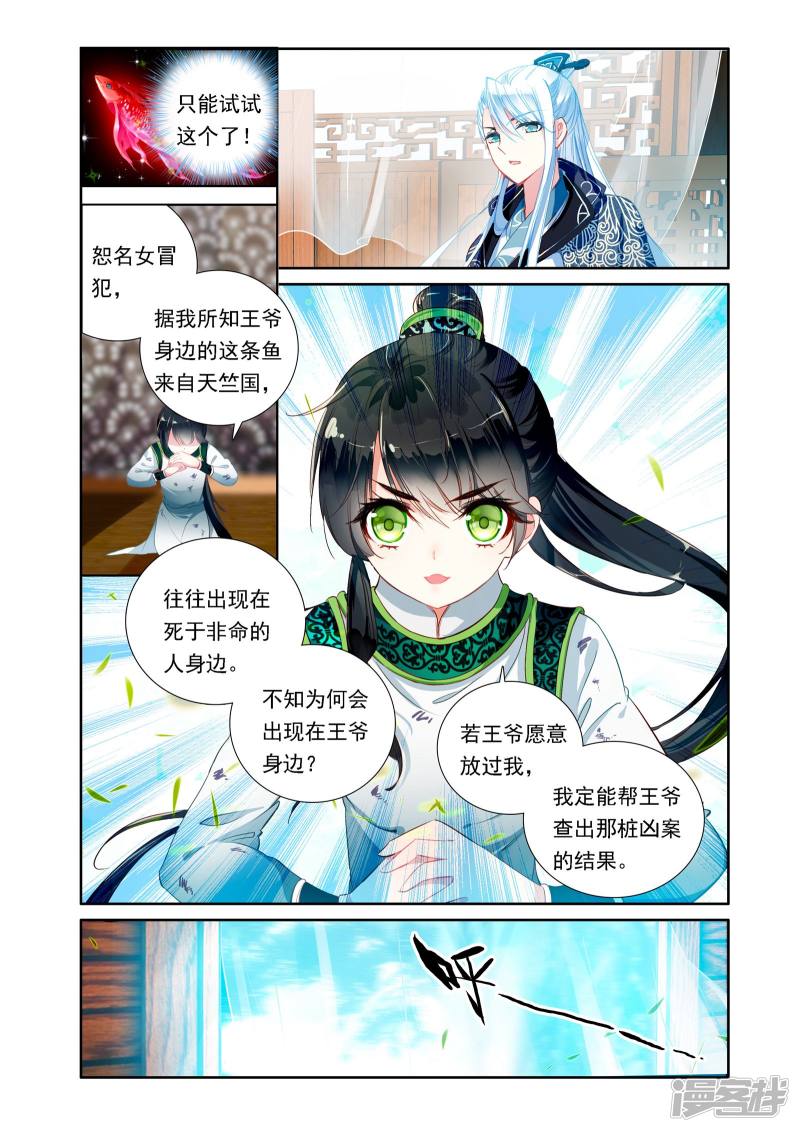 只能试试
这个了！
恕名女冒
犯，
据我所知王爷
身边的这条鱼
来自天竺国，
往往出现在
死于非命的
人身边。
不知为何会
出现在王爷
身边？
若王爷愿意
放过我，
我定能帮王爷
查出那桩凶案
的结果。
呼
漫客栈